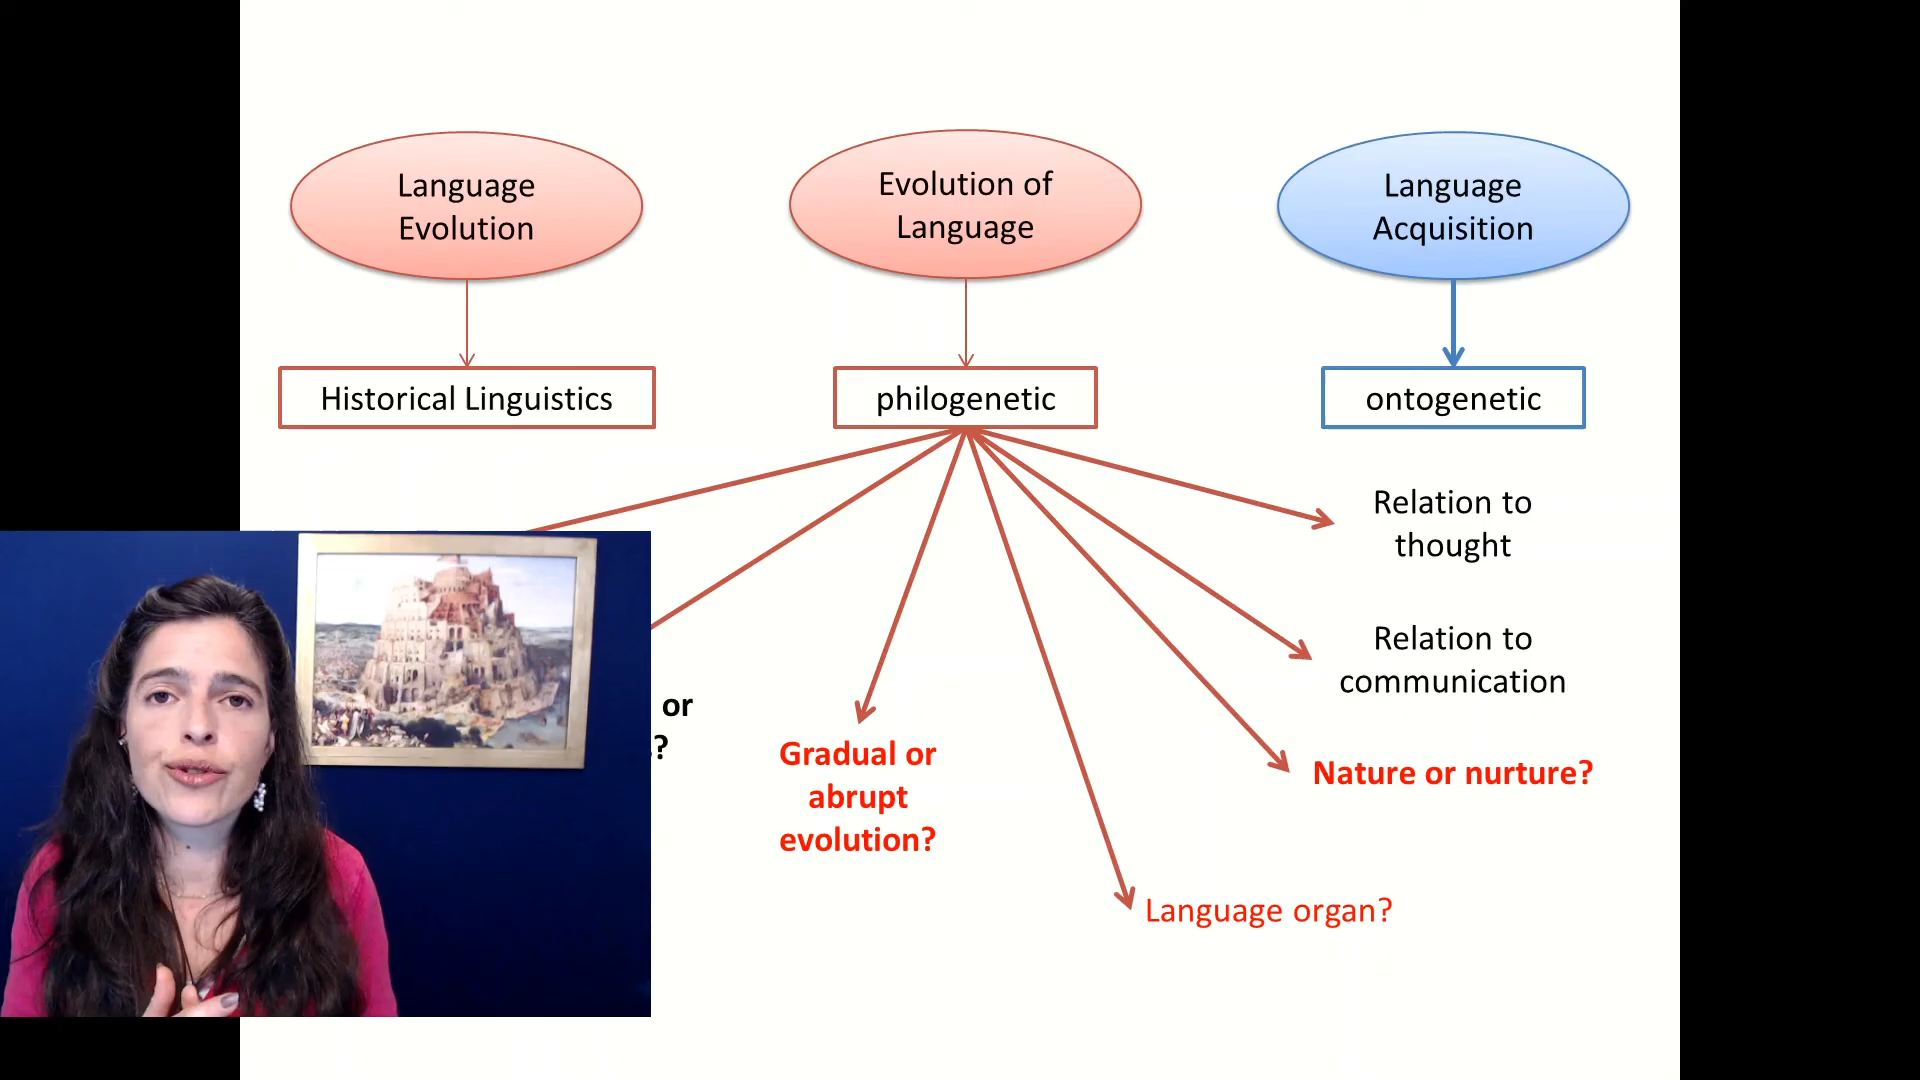 Language
Evolution
Evolution of
Language
Language
Acquisition
Historical Linguistics
philogenetic
ontogenetic
Relation to
thought
Relation to
communication
or
?
Gradual or
abrupt
evolution?
Nature or nurture?
Language organ?